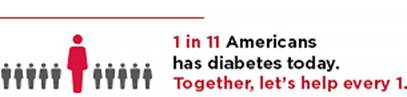 1 in 11 Americans
has diabetes today.
Together, let's help every 1.